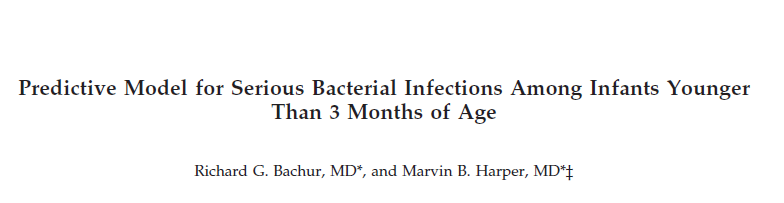 Predictive Model for Serious Bacterial Infections Among Infants Younger
Than 3 Months of Age
Richard G. Bachur, MD*, and Marvin B. Harper, MD*‡